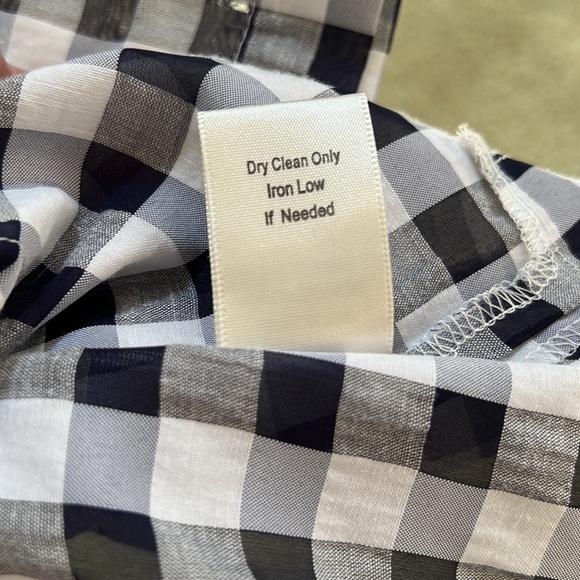 Dry Clean Only
Iron Low
If Needed